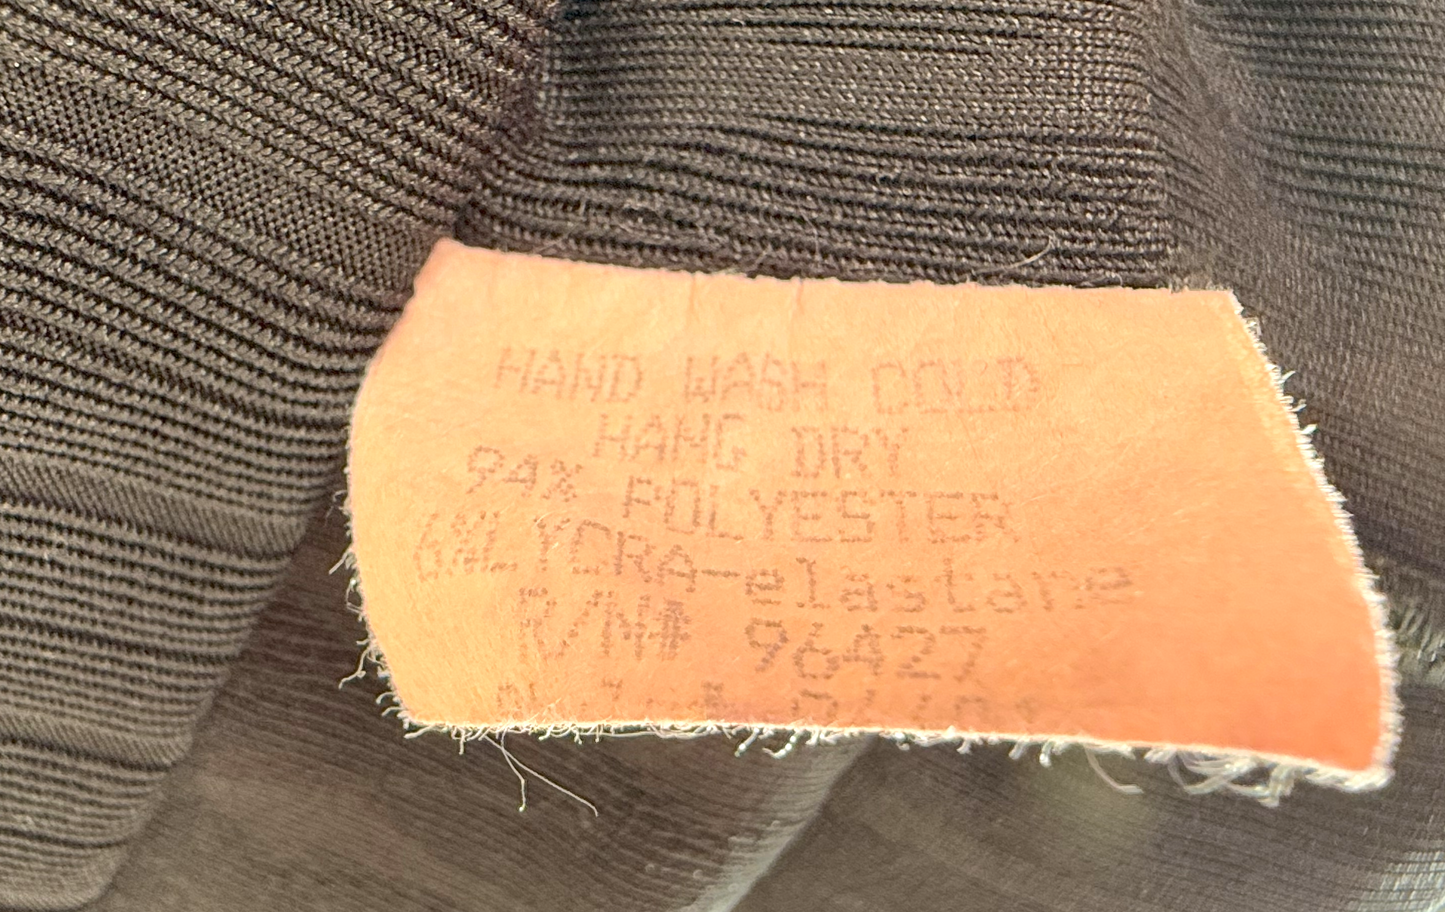 HAND WASH COLD
HANG DRY
94% POLYESTER
6%LYCRA-elastane
R/N# 96427